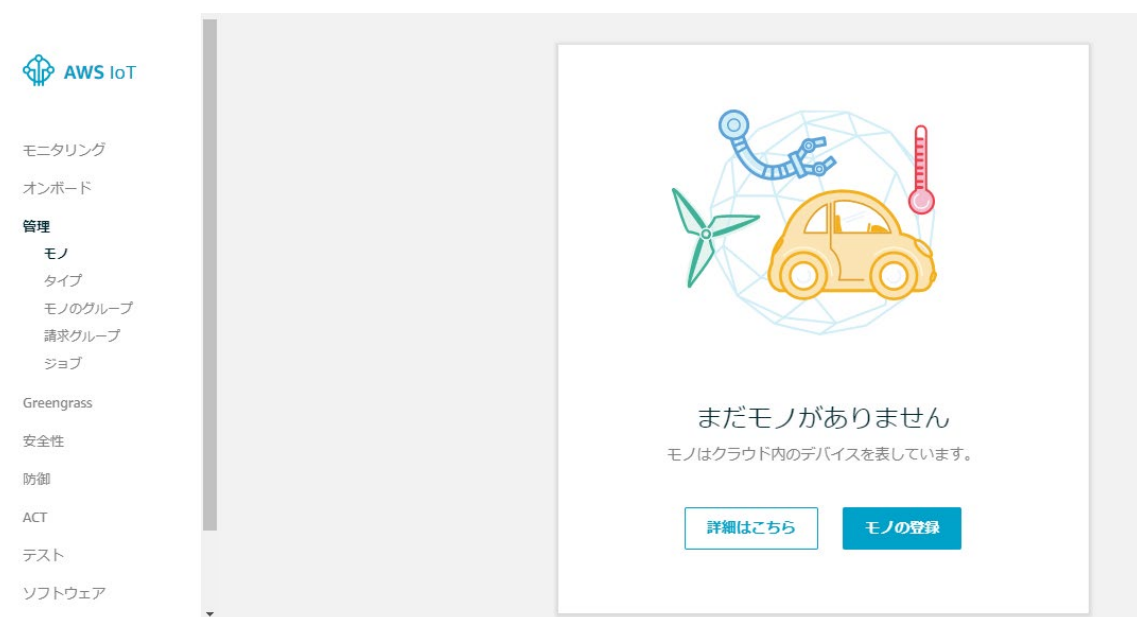 AWS IoT
モニタリング
オンボード
管理
モノ
タイプ
モノのグループ
請求グループ
ジョブ
Greengrass
安全性
防御
ACT
テスト
ソフトウェア
まだモノがありません
モノはクラウド内のデバイスを表しています。
詳細はこちら
モノの登録